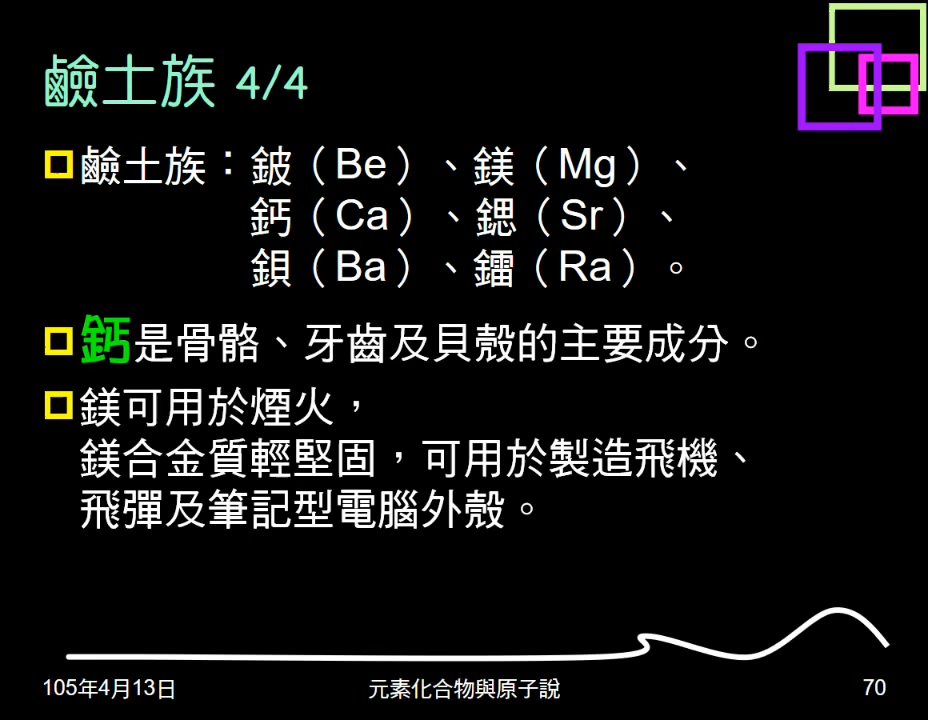 鹼土族 4/4
鹼土族：鈹（Be）、鎂（Mg）、
鈣（Ca）、鍶（Sr）、
鋇（Ba）、鐳（Ra）。
鈣是骨骼、牙齒及貝殼的主要成分。
鎂可用於煙火，
鎂合金質輕堅固，可用於製造飛機、
飛彈及筆記型電腦外殼。
105年4月13日
元素化合物與原子說
70